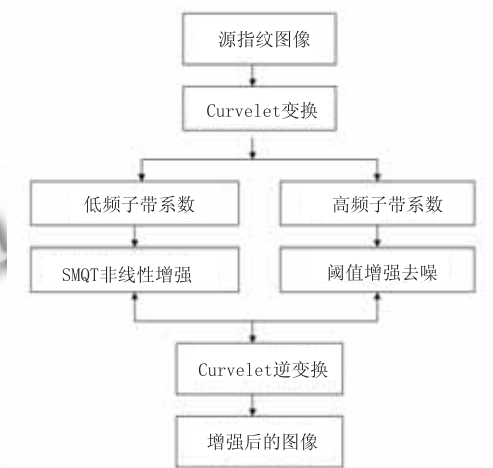 源指纹图像
Curvelet变换
低频子带系数
高频子带系数
SMQT非线性增强
阈值增强去噪
Curvelet逆变换
增强后的图像